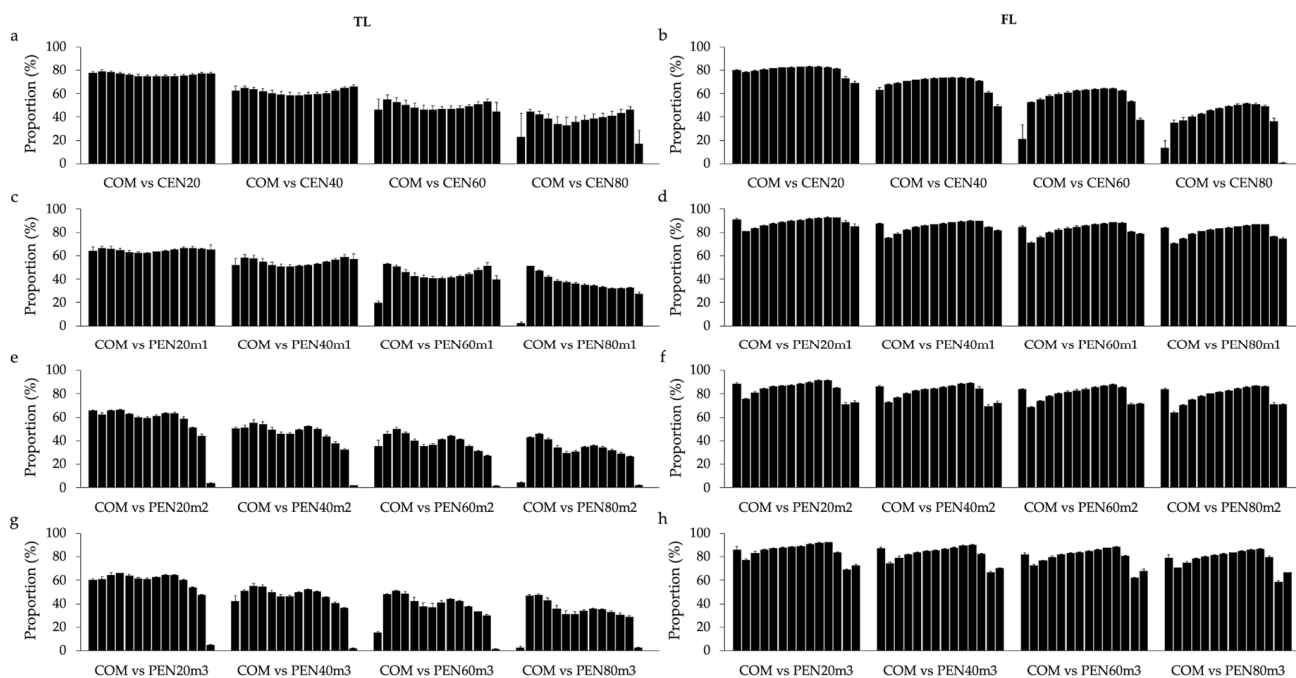 TL
FL
a
Proportion (%)
100
80
60
40
20
0
COM vs CEN20 COM vs CEN40 COM vs CEN60 COM vs CEN80
b
Proportion (%)
100
80
60
40
20
0
COM vs CEN20 COM vs CEN40 COM vs CEN60 COM vs CEN80
c
Proportion (%)
100
80
60
40
20
0
COM vs PEN20m1 COM vs PEN40m1 COM vs PEN60m1 COM vs PEN80m1
d
Proportion (%)
100
80
60
40
20
0
COM vs PEN20m1 COM vs PEN40m1 COM vs PEN60m1 COM vs PEN80m1
e
Proportion (%)
100
80
60
40
20
0
COM vs PEN20m2 COM vs PEN40m2 COM vs PEN60m2 COM vs PEN80m2
f
Proportion (%)
100
80
60
40
20
0
COM vs PEN20m2 COM vs PEN40m2 COM vs PEN60m2 COM vs PEN80m2
g
Proportion (%)
100
80
60
40
20
0
COM vs PEN20m3 COM vs PEN40m3 COM vs PEN60m3 COM vs PEN80m3
h
Proportion (%)
100
80
60
40
20
0
COM vs PEN20m3 COM vs PEN40m3 COM vs PEN60m3 COM vs PEN80m3